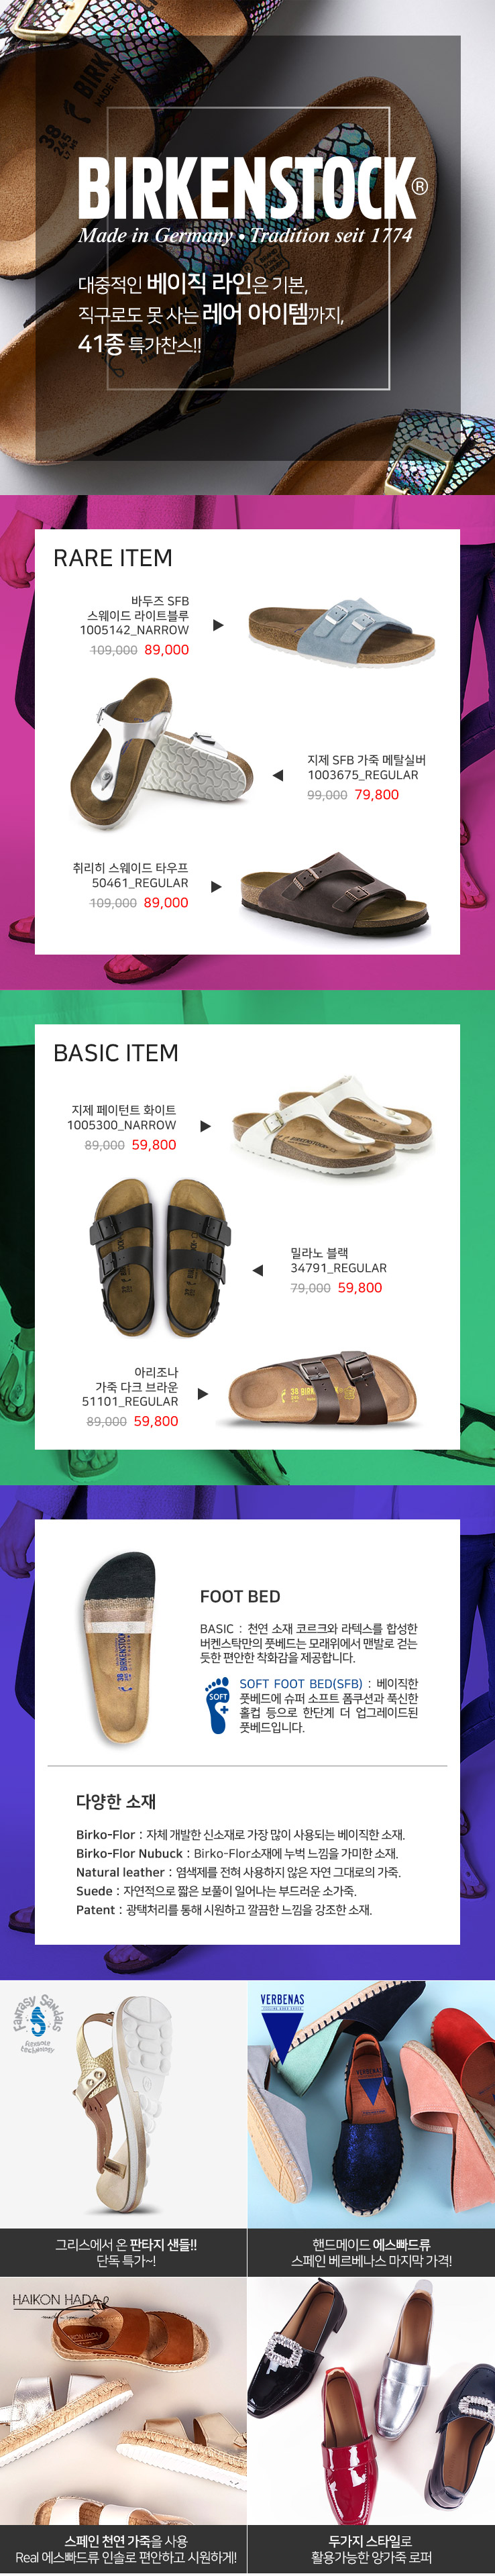 BIRKENSTOCK®
Made in Germany • Tradition seit 1774
대중적인 베이직 라인은 기본,
직구로도 못 사는 레어 아이템까지,
41종 특가찬스!!
RARE ITEM
바두즈 SFB
스웨이드 라이트블루
1005142_NARROW
109,000 89,000
지제 SFB 가죽 메탈실버
1003675_REGULAR
99,000 79,800
취리히 스웨이드 타우프
50461_REGULAR
109,000 89,000
BASIC ITEM
지제 페이턴트 화이트
1005300_NARROW
89,000 59,800
밀라노 블랙
34791_REGULAR
79,000 59,800
아리조나
가죽 다크 브라운
51101_REGULAR
89,000 59,800
FOOT BED
BASIC : 천연 소재 코르크와 라텍스를 합성한
버켄스탁만의 풋베드는 모래위에서 맨발로 걷는
듯한 편안한 착화감을 제공합니다.
SOFT
SOFT FOOT BED(SFB) : 베이직한
풋베드에 슈퍼 소프트 폼쿠션과 푹신한
홀컵 등으로 한단계 더 업그레이드된
풋베드입니다.
다양한 소재
Birko-Flor : 자체 개발한 신소재로 가장 많이 사용되는 베이직한 소재.
Birko-Flor Nubuck : Birko-Flor소재에 누벅 느낌을 가미한 소재.
Natural leather : 염색제를 전혀 사용하지 않은 자연 그대로의 가죽.
Suede : 자연적으로 짧은 보풀이 일어나는 부드러운 소가죽.
Patent : 광택처리를 통해 시원하고 깔끔한 느낌을 강조한 소재.
Fantasy Sandals
flexsole
technology
VERBENAS
VERBENAS
그리스에서 온 판타지 샌들!!
단독 특가~!
핸드메이드 에스빠드류
스페인 베르베나스 마지막 가격!
HAIKON HADA
스페인 천연 가죽을 사용
Real 에스빠드류 인솔로 편안하고 시원하게!
두가지 스타일로
활용가능한 양가죽 로퍼